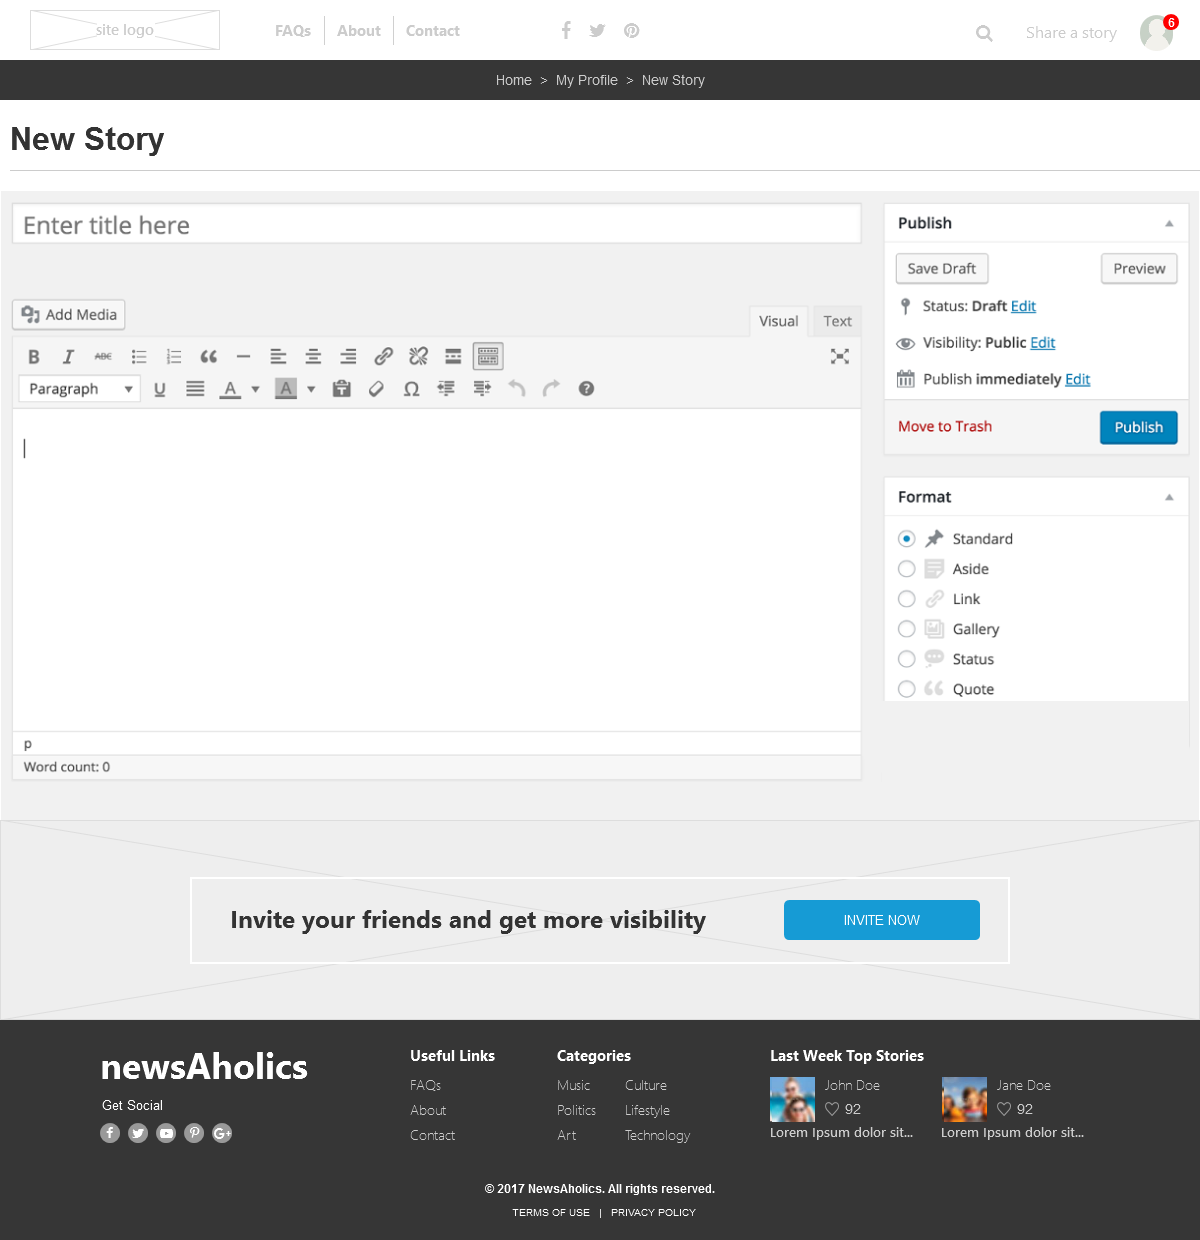 site logo
FAQs
About
Contact
Share a story
6
Home > My Profile > New Story
New Story
Enter title here
Add Media
Visual
Text
B I ABC
Paragraph
U
A
A
Ω
p
Word count: 0
Publish
Save Draft
Preview
Status: Draft Edit
Visibility: Public Edit
Publish immediately Edit
Move to Trash
Publish
Format
Standard
Aside
Link
Gallery
Status
Quote
Invite your friends and get more visibility
INVITE NOW
newsAholics
Get Social
Useful Links
FAQs
About
Contact
Categories
Music
Culture
Politics
Lifestyle
Art
Technology
Last Week Top Stories
John Doe
92
Lorem Ipsum dolor sit...
Jane Doe
92
Lorem Ipsum dolor sit...
© 2017 NewsAholics. All rights reserved.
TERMS OF USE | PRIVACY POLICY